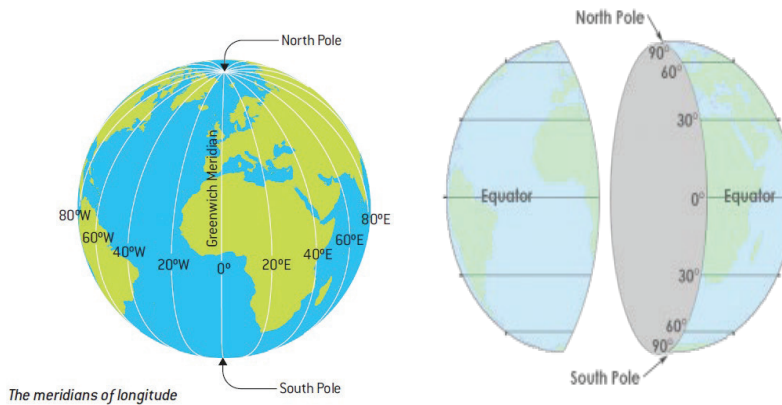 North Pole
Greenwich Meridian
80ºW
60ºW
40ºW
20ºW
0º
20ºE
40ºE
60ºE
80ºE
South Pole
The meridians of longitude
North Pole
90º
60º
30º
Equator
0º
Equator
30º
60º
90º
South Pole